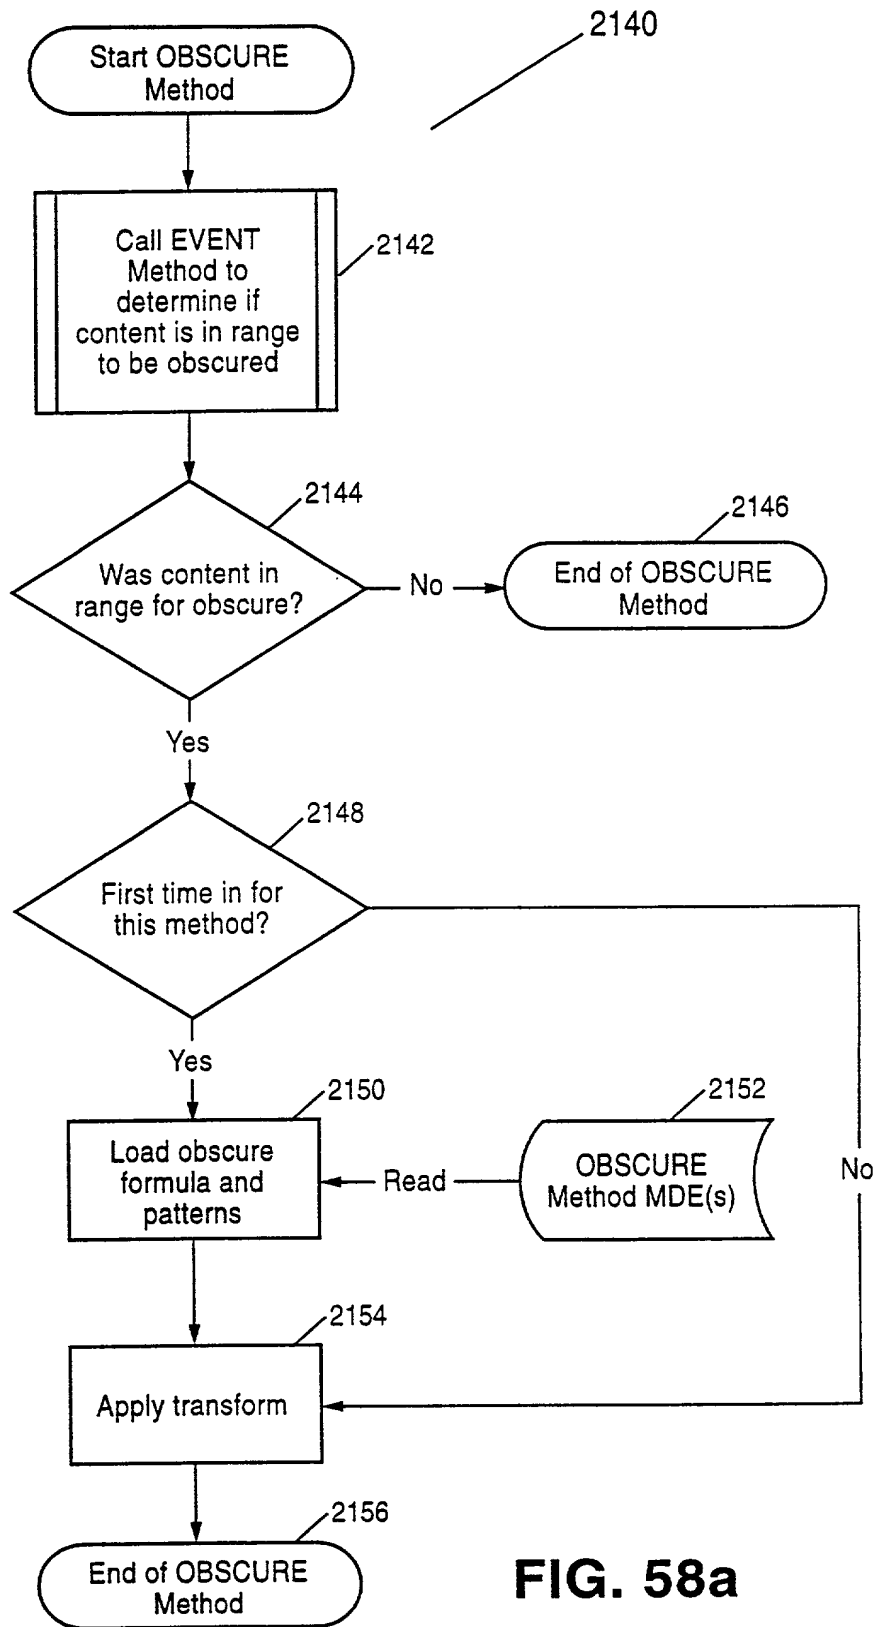 2140
Start OBSCURE
Method
Call EVENT
Method to
determine if
content is in range
to be obscured
2142
2144
Was content in
range for obscure?
No
2146
End of OBSCURE
Method
Yes
2148
First time in for
this method?
Yes
2150
Load obscure
formula and
patterns
Read
2152
OBSCURE
Method MDE(s)
No
2154
Apply transform
2156
End of OBSCURE
Method
FIG. 58a